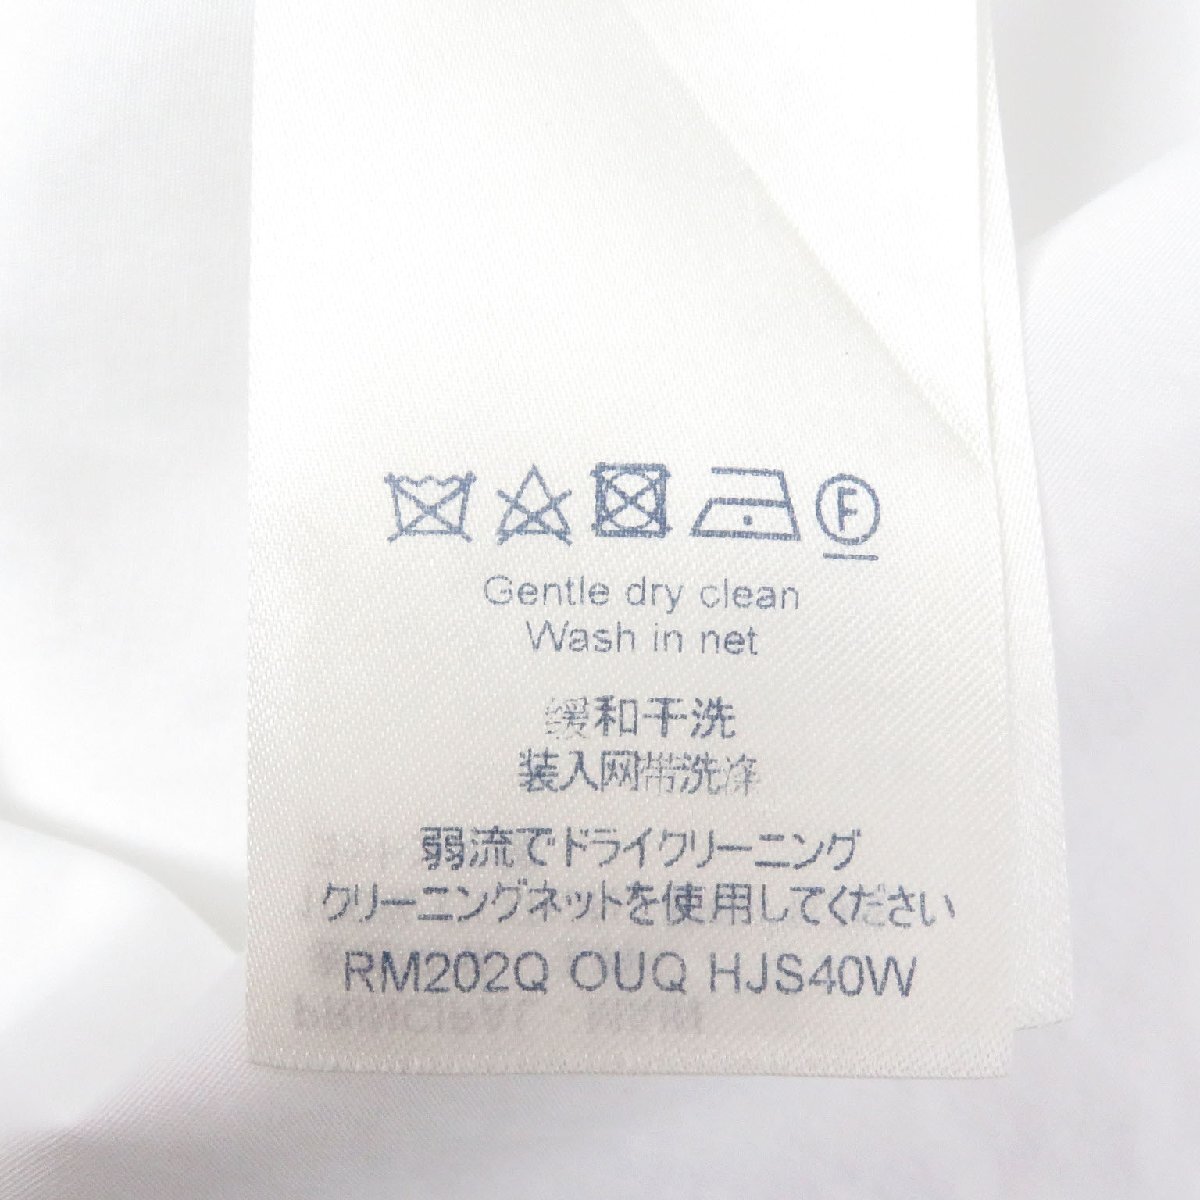 F
Gentle dry clean
Wash in net
缓和干洗
装入网带洗涤
弱流でドライクリーニング
クリーニングネットを使用してください
RM202Q OUQ HJS40W